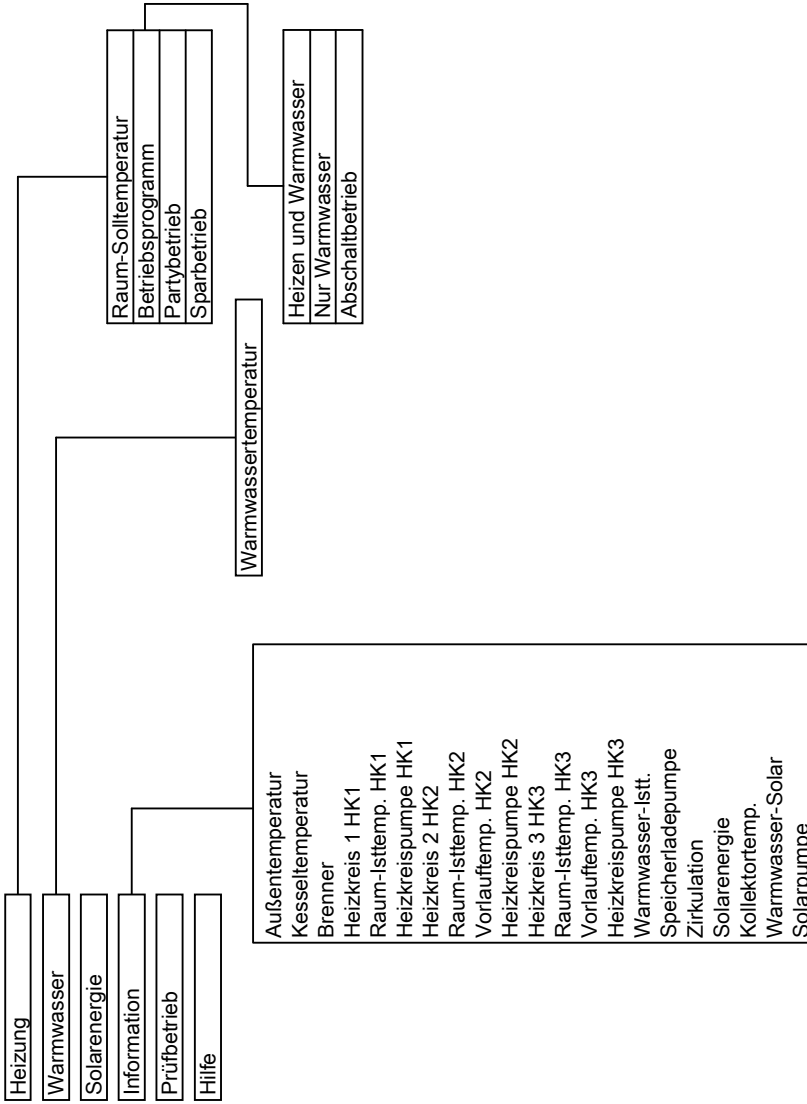 Heizung
Warmwasser
Solarenergie
Information
Prüfbetrieb
Hilfe
Raum-Solltemperatur
Betriebsprogramm
Partybetrieb
Sparbetrieb
Heizen und Warmwasser
Nur Warmwasser
Abschaltbetrieb
Warmwassertemperatur
Außentemperatur
Kesseltemperatur
Brenner
Heizkreis 1 HK1
Raum-Isttemp. HK1
Heizkreispumpe HK1
Heizkreis 2 HK2
Raum-Isttemp. HK2
Vorlauftemp. HK2
Heizkreispumpe HK2
Heizkreis 3 HK3
Raum-Isttemp. HK3
Vorlauftemp. HK3
Heizkreispumpe HK3
Warmwasser-Istt.
Speicherladepumpe
Zirkulation
Solarenergie
Kollektortemp.
Warmwasser-Solar
Solarpumpe